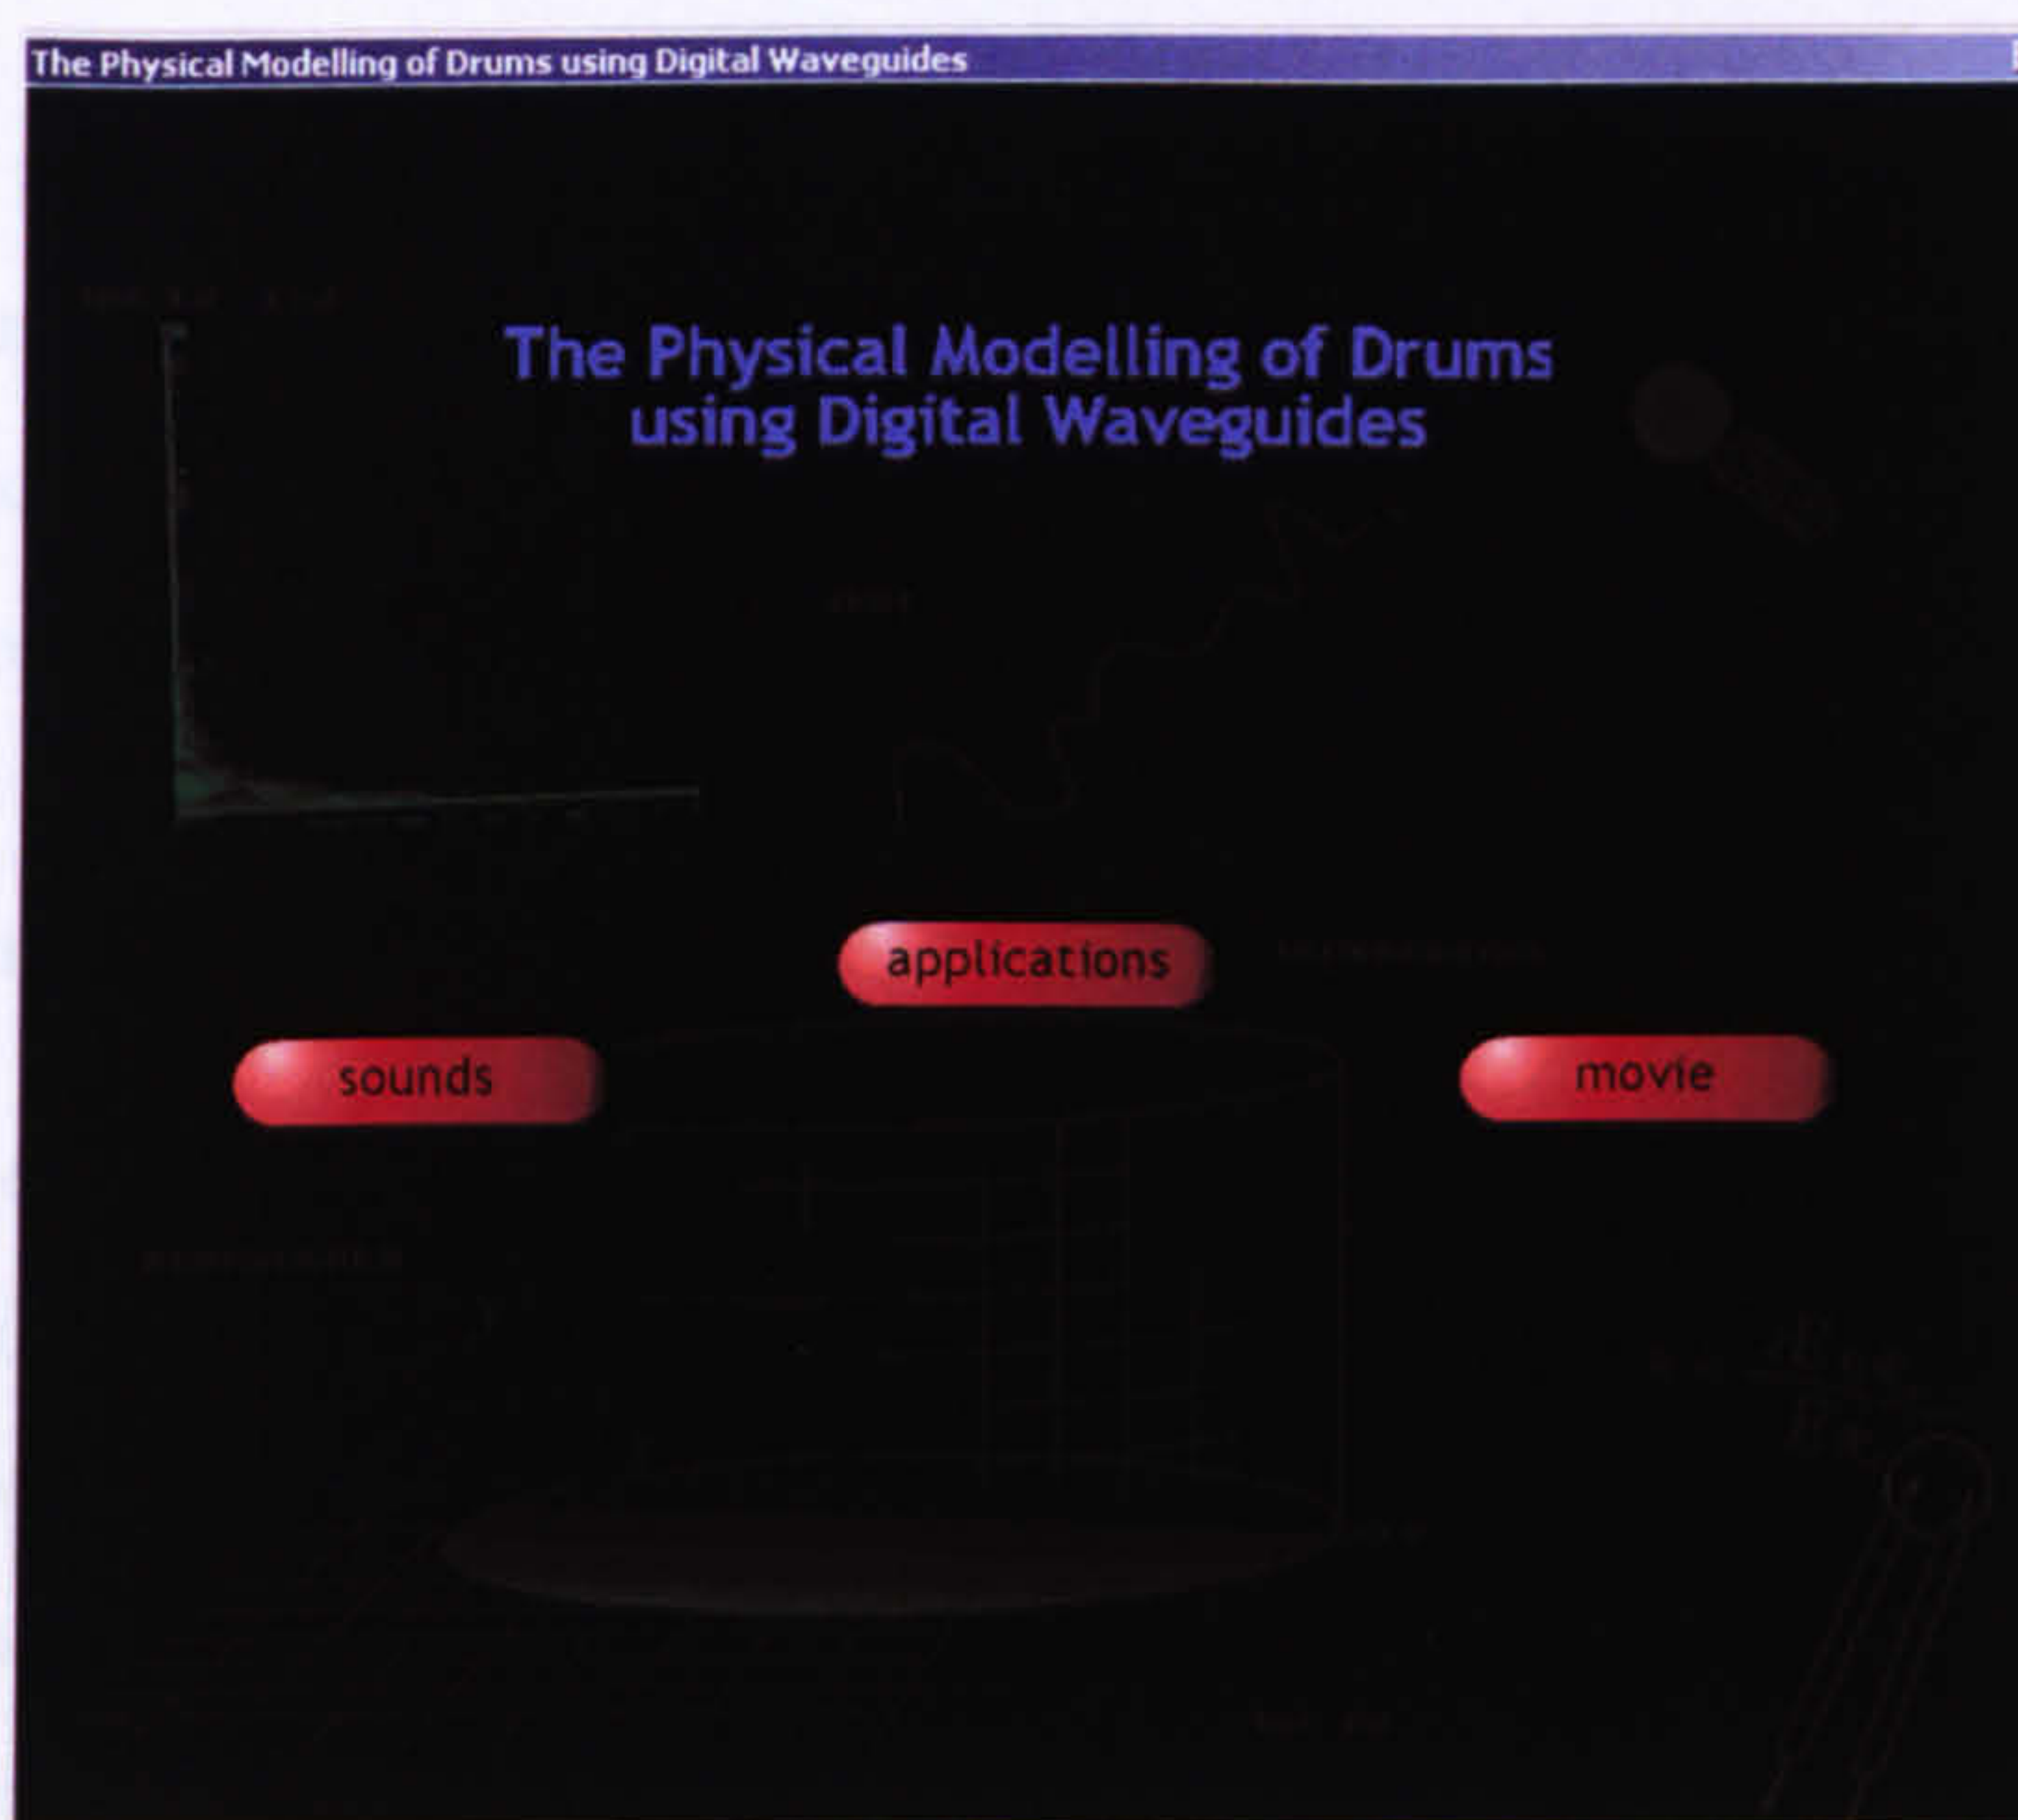 The Physical Modelling of Drums using Digital Waveguides
The Physical Modelling of Drums
using Digital Waveguides
applications
sounds
movie